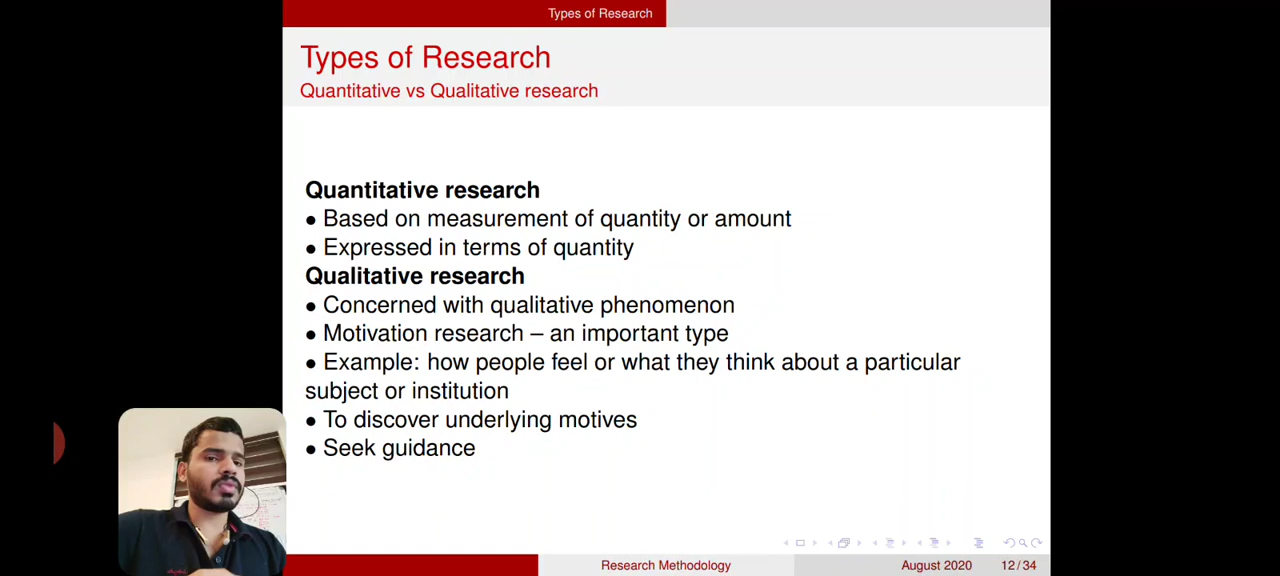 Types of Research
Types of Research
Quantitative vs Qualitative research
Quantitative research
● Based on measurement of quantity or amount
● Expressed in terms of quantity
Qualitative research
● Concerned with qualitative phenomenon
● Motivation research – an important type
● Example: how people feel or what they think about a particular
subject or institution
● To discover underlying motives
● Seek guidance
Research Methodology
August 2020
12 / 34